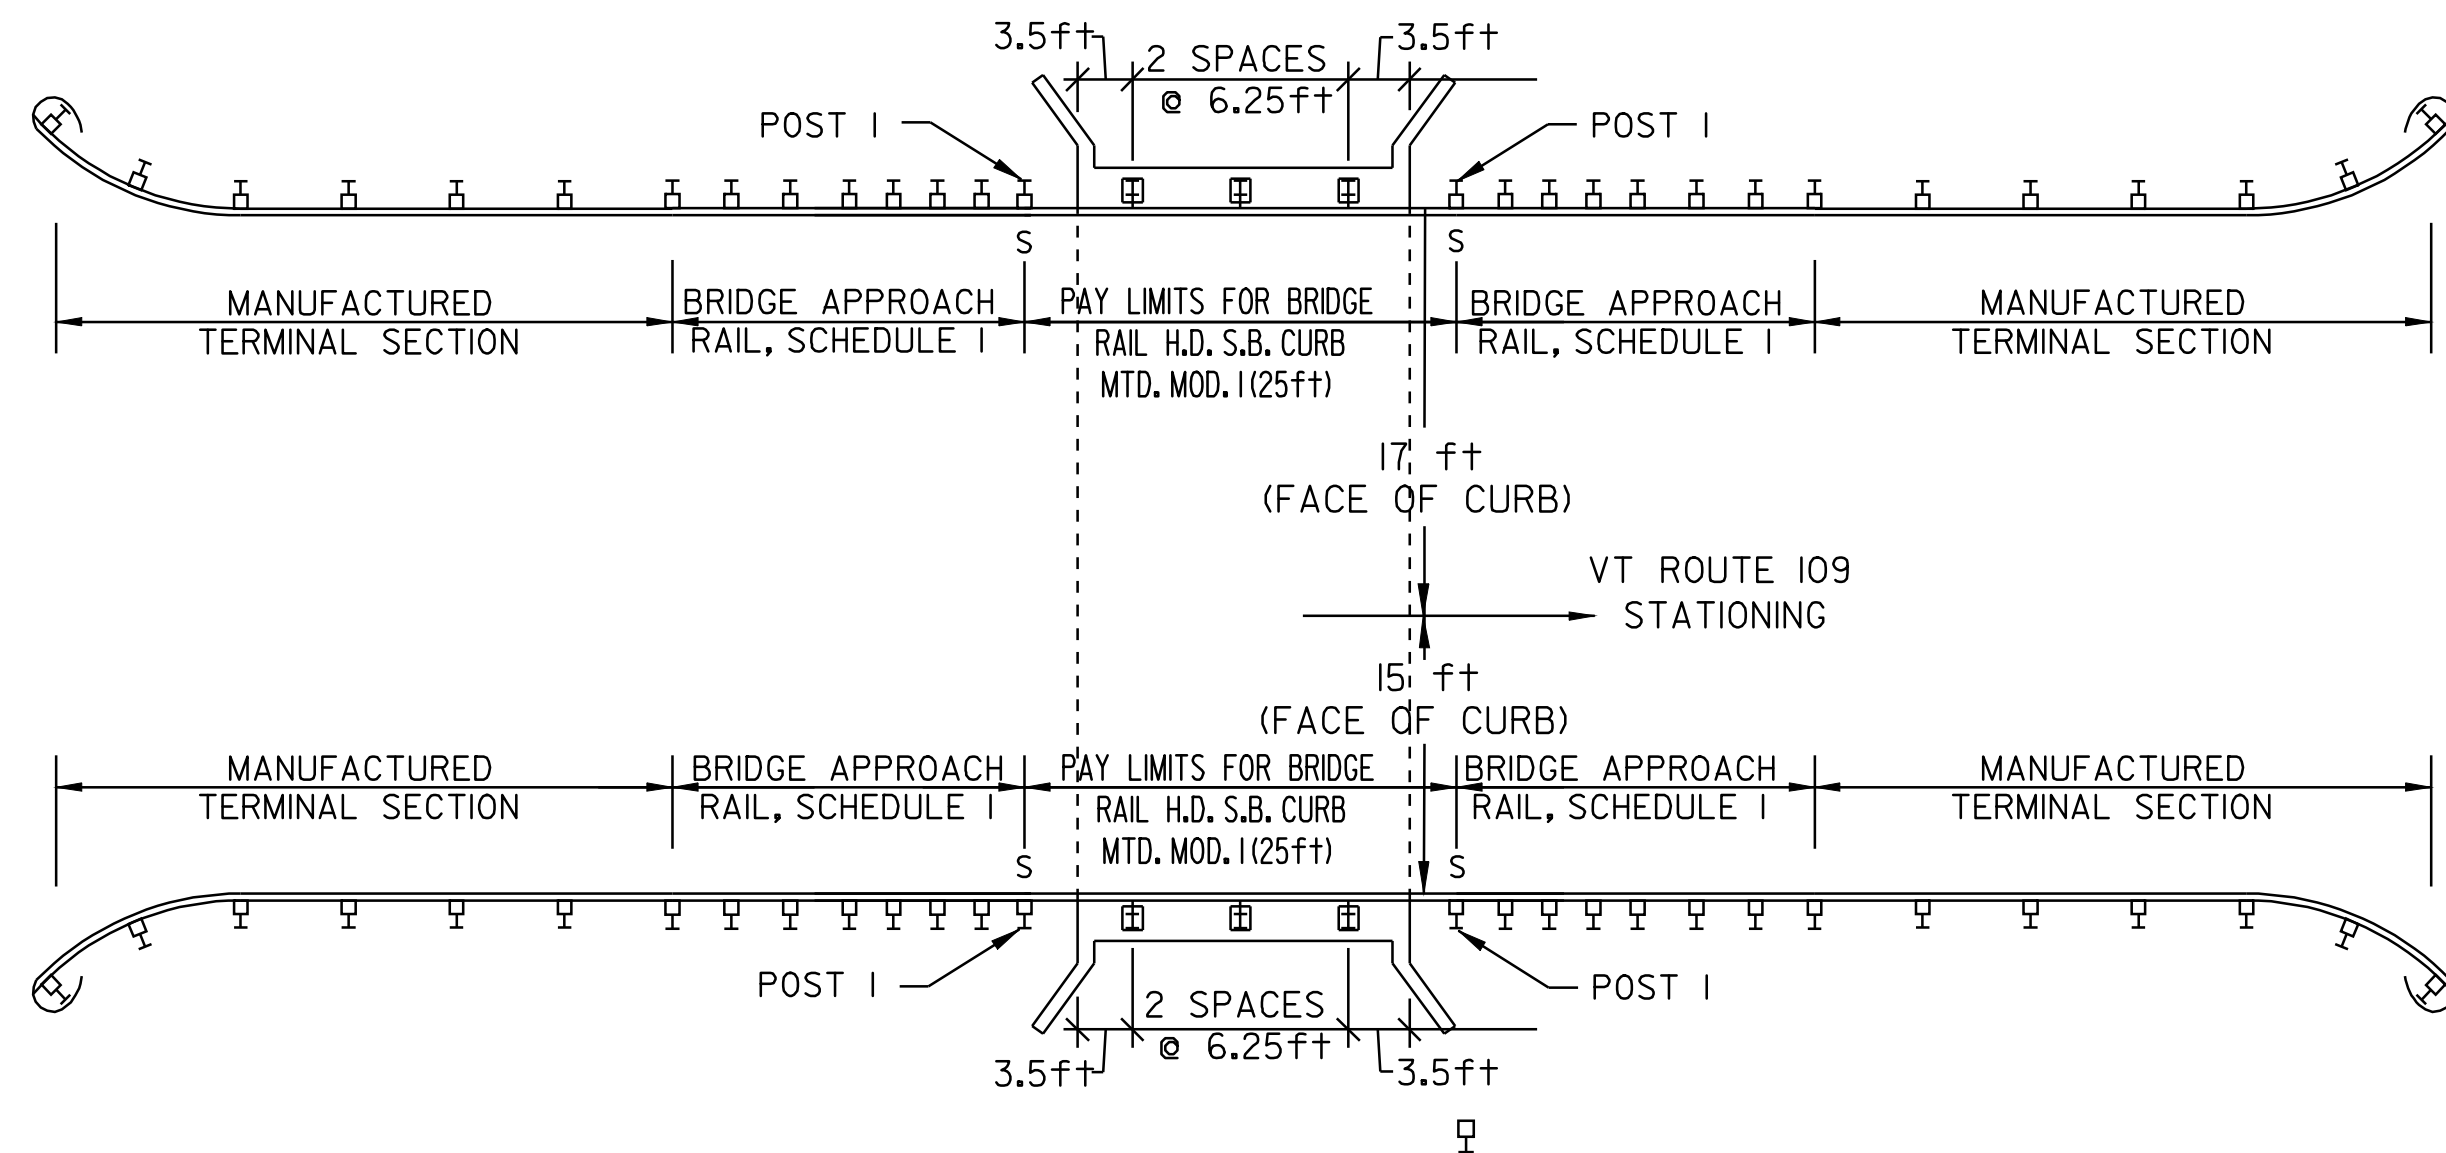 3.5ft
3.5ft
2 SPACES
@ 6.25ft
POST 1
POST 1
S
S
MANUFACTURED
TERMINAL SECTION
BRIDGE APPROACH
RAIL, SCHEDULE 1
PAY LIMITS FOR BRIDGE
RAIL H.D. S.B. CURB
MTD. MOD. 1(25ft)
BRIDGE APPROACH
RAIL, SCHEDULE 1
MANUFACTURED
TERMINAL SECTION
17 ft
(FACE OF CURB)
VT ROUTE 109
STATIONING
15 ft
(FACE OF CURB)
MANUFACTURED
TERMINAL SECTION
BRIDGE APPROACH
RAIL, SCHEDULE 1
PAY LIMITS FOR BRIDGE
RAIL H.D. S.B. CURB
MTD. MOD. 1(25ft)
BRIDGE APPROACH
RAIL, SCHEDULE 1
MANUFACTURED
TERMINAL SECTION
S
S
POST 1
POST 1
2 SPACES
@ 6.25ft
3.5ft
3.5ft